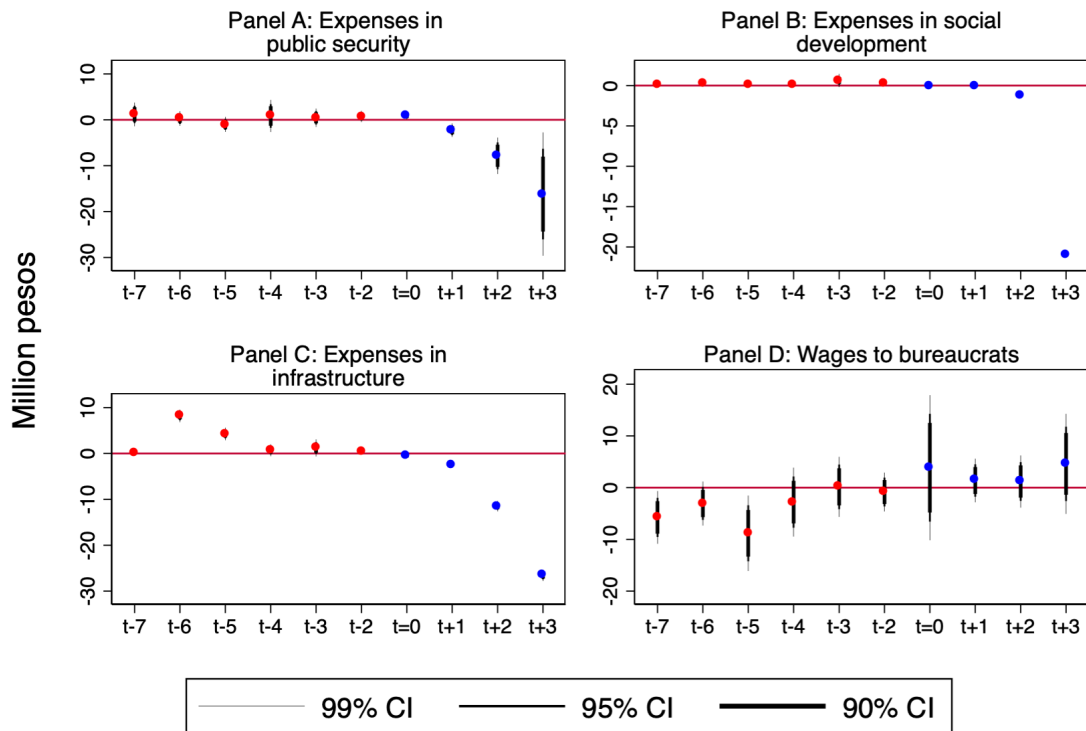 Million pesos
Panel A: Expenses in
public security
10
0
-10
-20
-30
t-7 t-6 t-5 t-4 t-3 t-2 t=0 t+1 t+2 t+3
Panel B: Expenses in social
development
0
-5
-10
-15
-20
t-7 t-6 t-5 t-4 t-3 t-2 t=0 t+1 t+2 t+3
Panel C: Expenses in
infrastructure
10
0
-10
-20
-30
t-7 t-6 t-5 t-4 t-3 t-2 t=0 t+1 t+2 t+3
Panel D: Wages to bureaucrats
20
10
0
-10
-20
t-7 t-6 t-5 t-4 t-3 t-2 t=0 t+1 t+2 t+3
99% CI 95% CI 90% CI